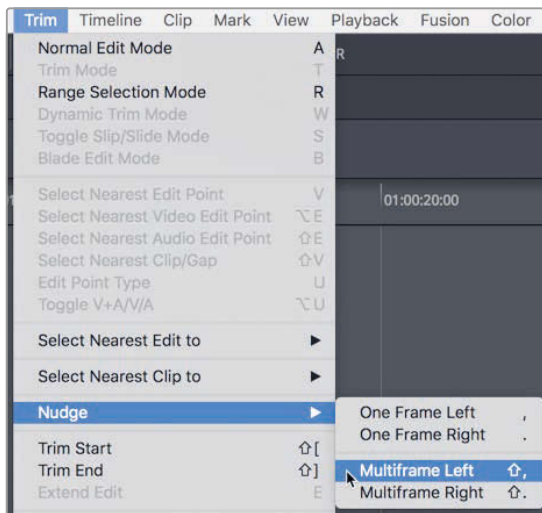 Trim Timeline Clip Mark View Playback Fusion Color
Normal Edit Mode A
R
Trim Mode T
Range Selection Mode R
Dynamic Trim Mode W
Toggle Slip/Slide Mode S
Blade Edit Mode B
Select Nearest Edit Point V
01:00:20:00
Select Nearest Video Edit Point ⌥E
Select Nearest Audio Edit Point ⇧E
Select Nearest Clip/Gap ⇧V
Edit Point Type U
Toggle V+A/V/A ⌥U
Select Nearest Edit to ▶
Select Nearest Clip to ▶
Nudge ▶
One Frame Left ,
One Frame Right .
Trim Start ⇧[
Trim End ⇧]
Extend Edit E
Multiframe Left ⇧,
Multiframe Right ⇧.